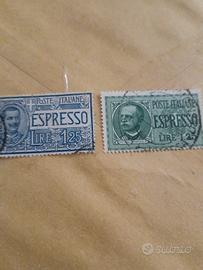 POSTE ITALIANE
ESPRESSO
LIRE 1,25
POSTE ITALIANE
ESPRESSO
LIRE 1,25
subito